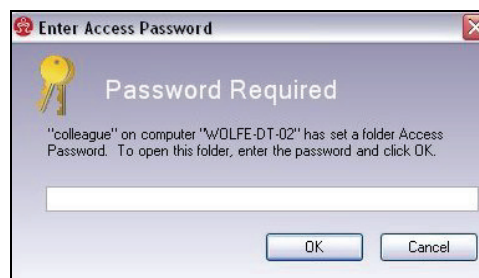 Enter Access Password
Password Required
"colleague" on computer "WOLFE-DT-02" has set a folder Access
Password. To open this folder, enter the password and click OK.
OK Cancel